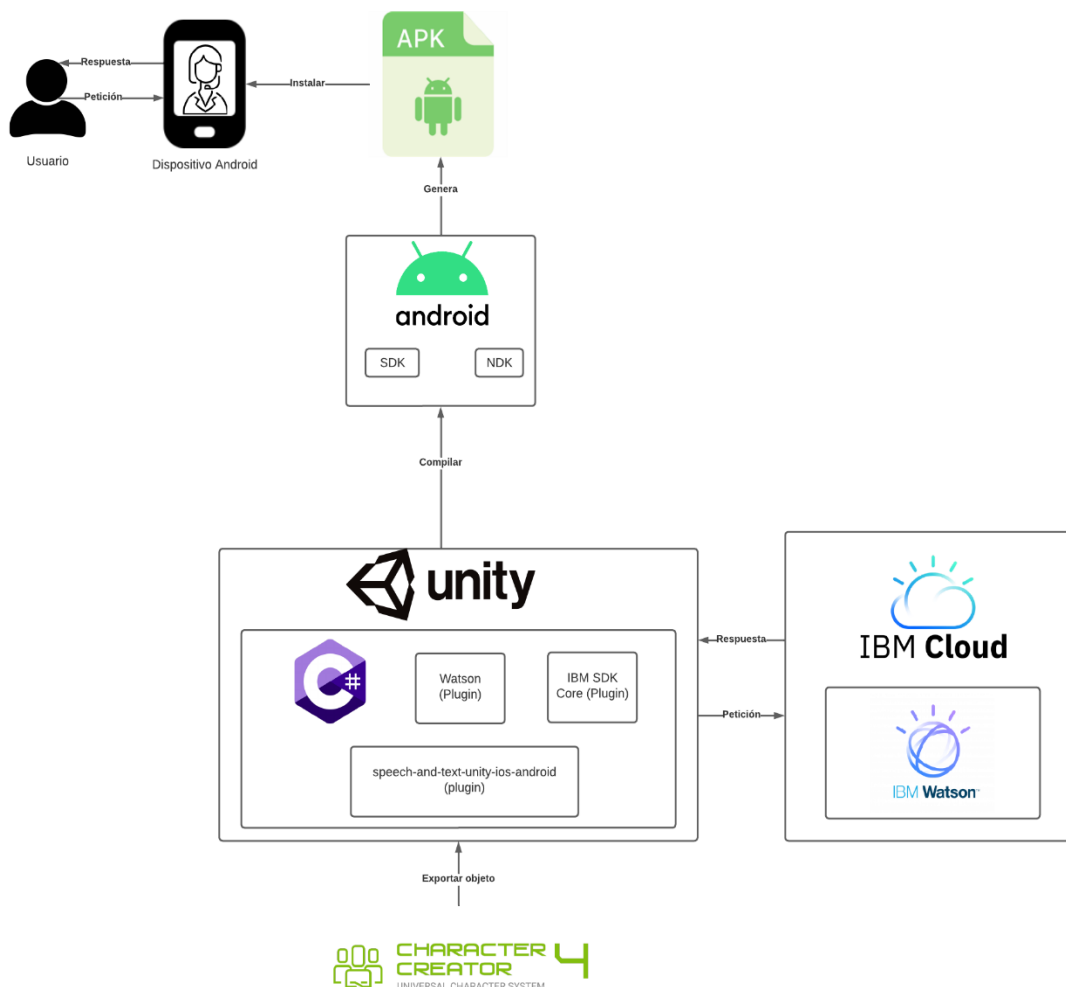 APK
Respuesta
Petición
Instalar
Usuario
Dispositivo Android
Genera
android
SDK
NDK
Compilar
unity
C#
Watson
(Plugin)
IBM SDK
Core (Plugin)
speech-and-text-unity-ios-android
(plugin)
Respuesta
Petición
IBM Cloud
IBM Watson
Exportar objeto
CHARACTER
CREATOR 4
UNIVERSAL CHARACTER SYSTEM